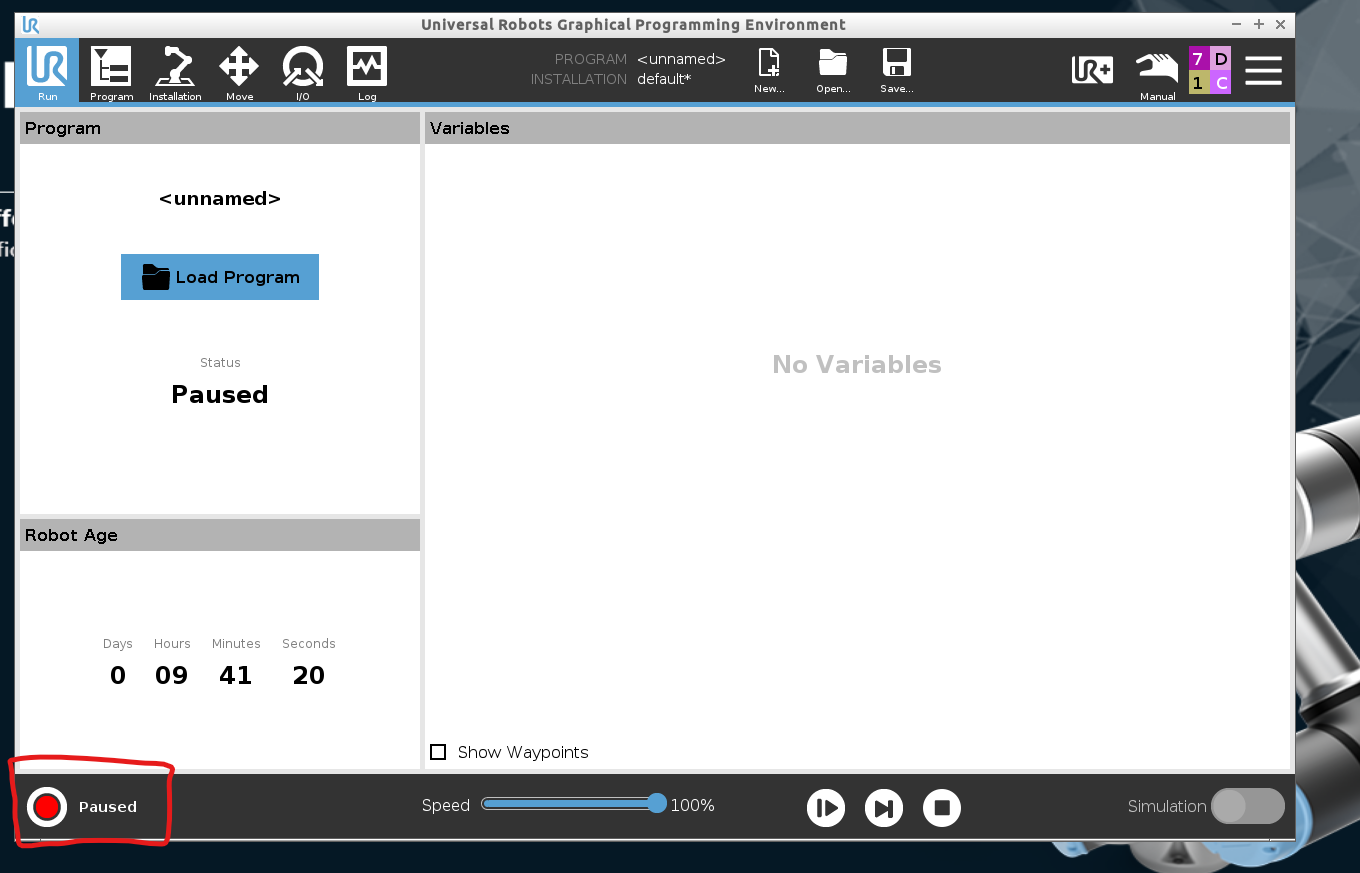 Universal Robots Graphical Programming Environment
Run
Program
Installation
Move
I/O
Log
PROGRAM <unnamed>
INSTALLATION default*
New...
Open...
Save...
UR+
Manual
7 D
1 C
Program
<unnamed>
Load Program
Status
Paused
Robot Age
Days Hours Minutes Seconds
0 09 41 20
Variables
No Variables
Show Waypoints
Paused
Speed 100%
Simulation